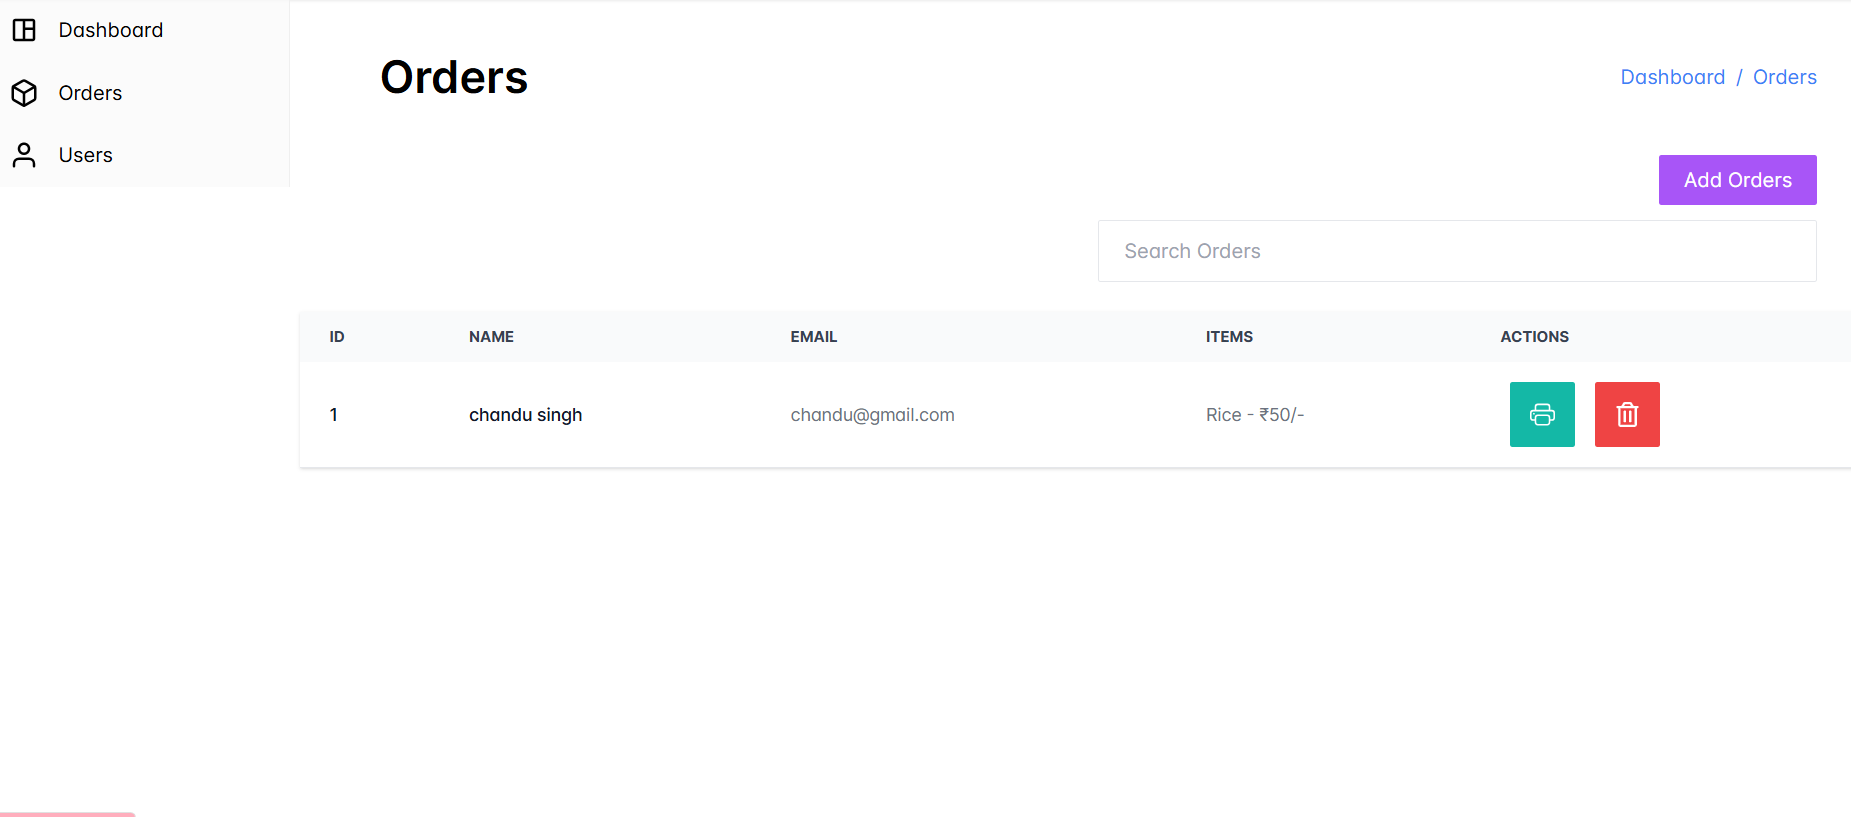 Dashboard
Orders
Users
Orders
Dashboard / Orders
Add Orders
Search Orders
ID NAME EMAIL ITEMS ACTIONS
1 chandu singh chandu@gmail.com Rice - ₹50/-